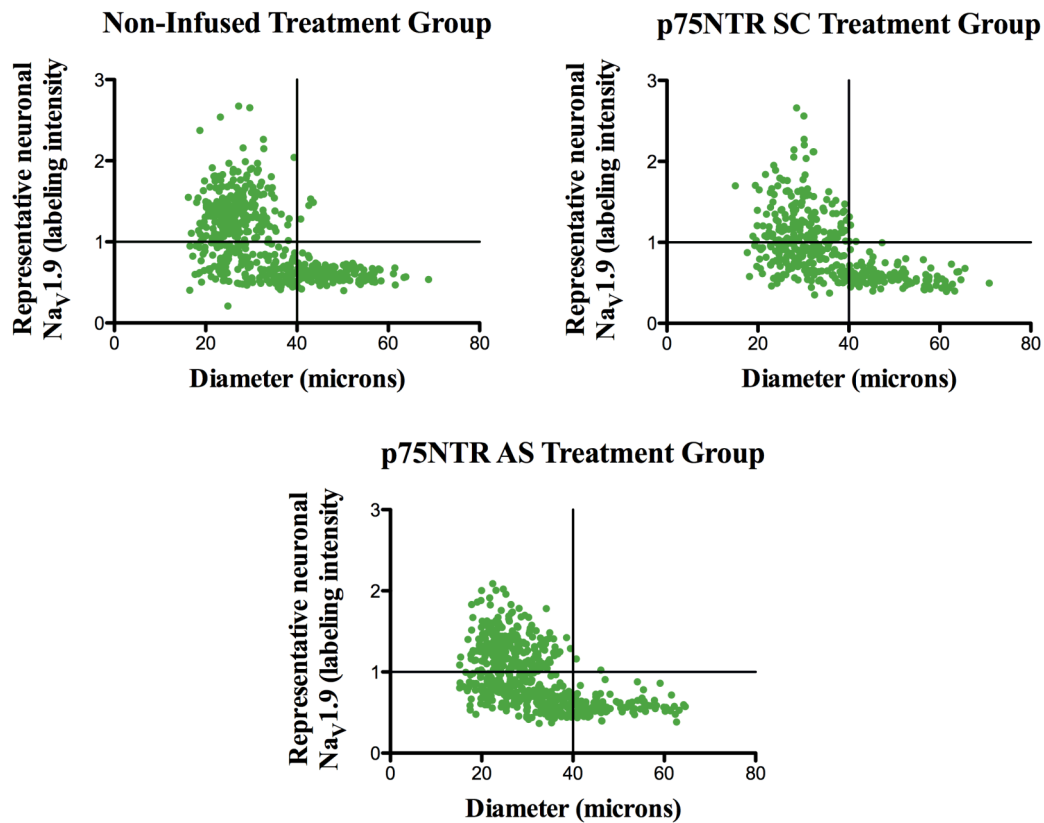 Non-Infused Treatment Group
Representative neuronal
NaV1.9 (labeling intensity
3
2
1
0
0
20
40
60
80
Diameter (microns)
p75NTR SC Treatment Group
Representative neuronal
NaV1.9 (labeling intensity
3
2
1
0
0
20
40
60
80
Diameter (microns)
p75NTR AS Treatment Group
Representative neuronal
NaV1.9 (labeling intensity
3
2
1
0
0
20
40
60
80
Diameter (microns)